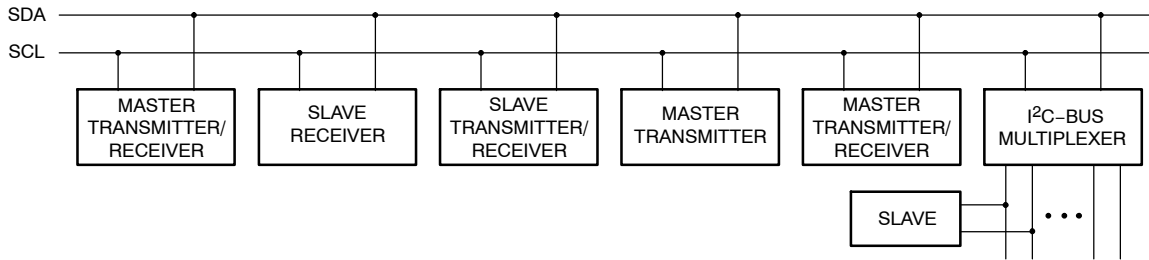 SDA
SCL
MASTER
TRANSMITTER/
RECEIVER
SLAVE
RECEIVER
SLAVE
TRANSMITTER/
RECEIVER
MASTER
TRANSMITTER
MASTER
TRANSMITTER/
RECEIVER
I²C−BUS
MULTIPLEXER
SLAVE